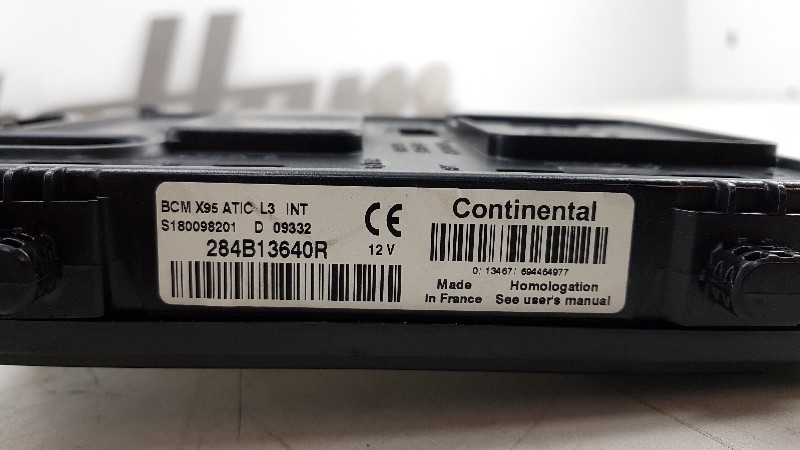 BCM X95 ATIC L3 INT
S180098201 D 09332
284B13640R
CE
12 V
Continental
0/ 13467/ 694464977
Made in France
Homologation
See user's manual